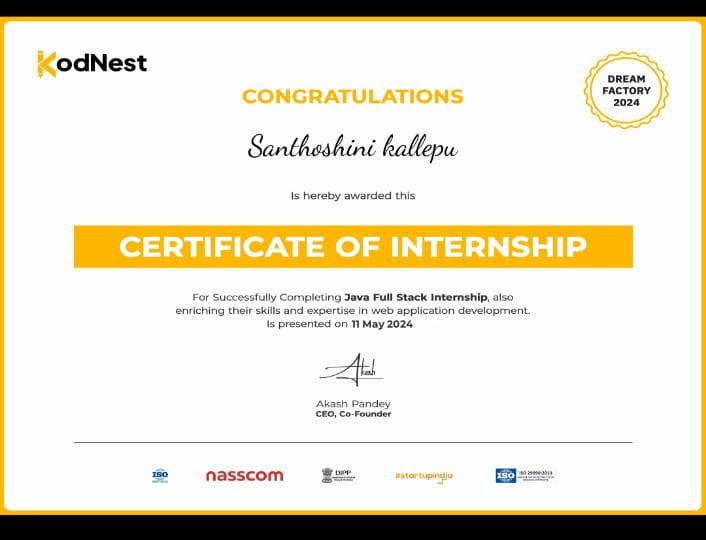 KodNest
CONGRATULATIONS
DREAM
FACTORY
2024
Santhoshini kallepu
Is hereby awarded this
CERTIFICATE OF INTERNSHIP
For Successfully Completing Java Full Stack Internship, also
enriching their skills and expertise in web application development.
Is presented on 11 May 2024
Akash
Akash Pandey
CEO, Co-Founder
ISO
nasscom
DIPP
#startupindia
ISO
ISO 29990:2013